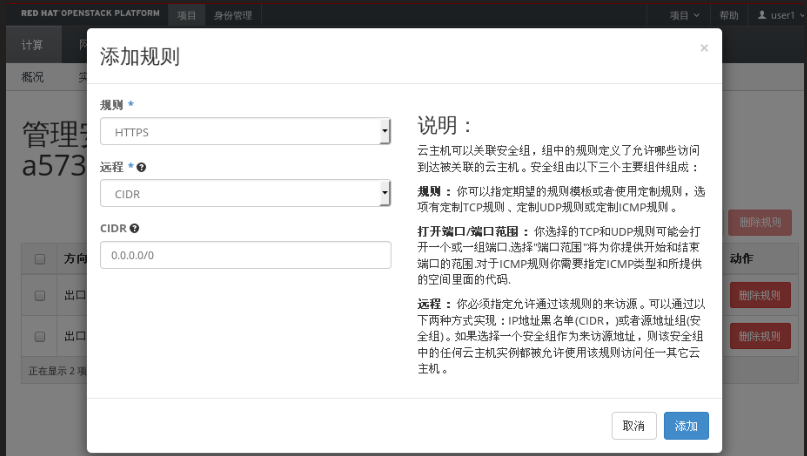 RED HAT OPENSTACK PLATFORM 项目 身份管理 项目 帮助 user1
计算
概况
添加规则 ×
规则 *
HTTPS
远程 *
CIDR
CIDR
0.0.0.0/0
说明：
云主机可以关联安全组，组中的规则定义了允许哪些访问
到达被关联的云主机。安全组由以下三个主要组件组成：
规则： 你可以指定期望的规则模板或者使用定制规则，选
项有定制TCP规则、定制UDP规则或定制ICMP规则。
打开端口/端口范围： 你选择的TCP和UDP规则可能会打
开一个或一组端口.选择"端口范围"将为你提供开始和结束
端口的范围.对于ICMP规则你需要指定ICMP类型和所提供
的空间里面的代码.
远程： 你必须指定允许通过该规则的来访源。可以通过以
下两种方式实现：IP地址黑名单(CIDR，)或者源地址组(安
全组)。如果选择一个安全组作为来访源地址，则该安全组
中的任何云主机实例都被允许使用该规则访问任一其它云
主机。
取消 添加
管理
a573
删除规则
方向 动作
出口 删除规则
出口 删除规则
正在显示 2 项